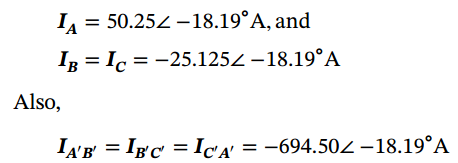 I_A = 50.25∠ −18.19° A, and
I_B = I_C = −25.125∠ −18.19° A
Also,
I_A′B′ = I_B′C′ = I_C′A′ = −694.50∠ −18.19° A